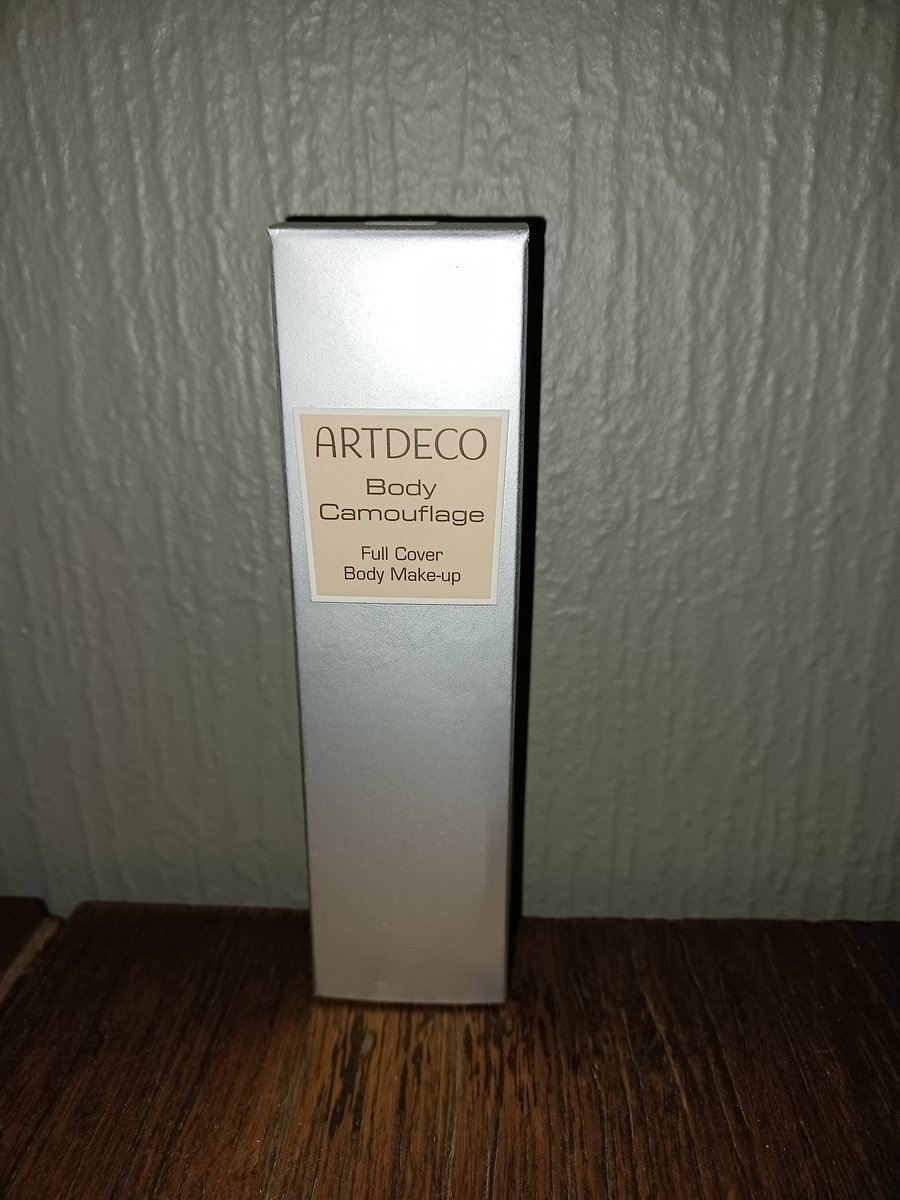 ARTDECO
Body
Camouflage
Full Cover
Body Make-up